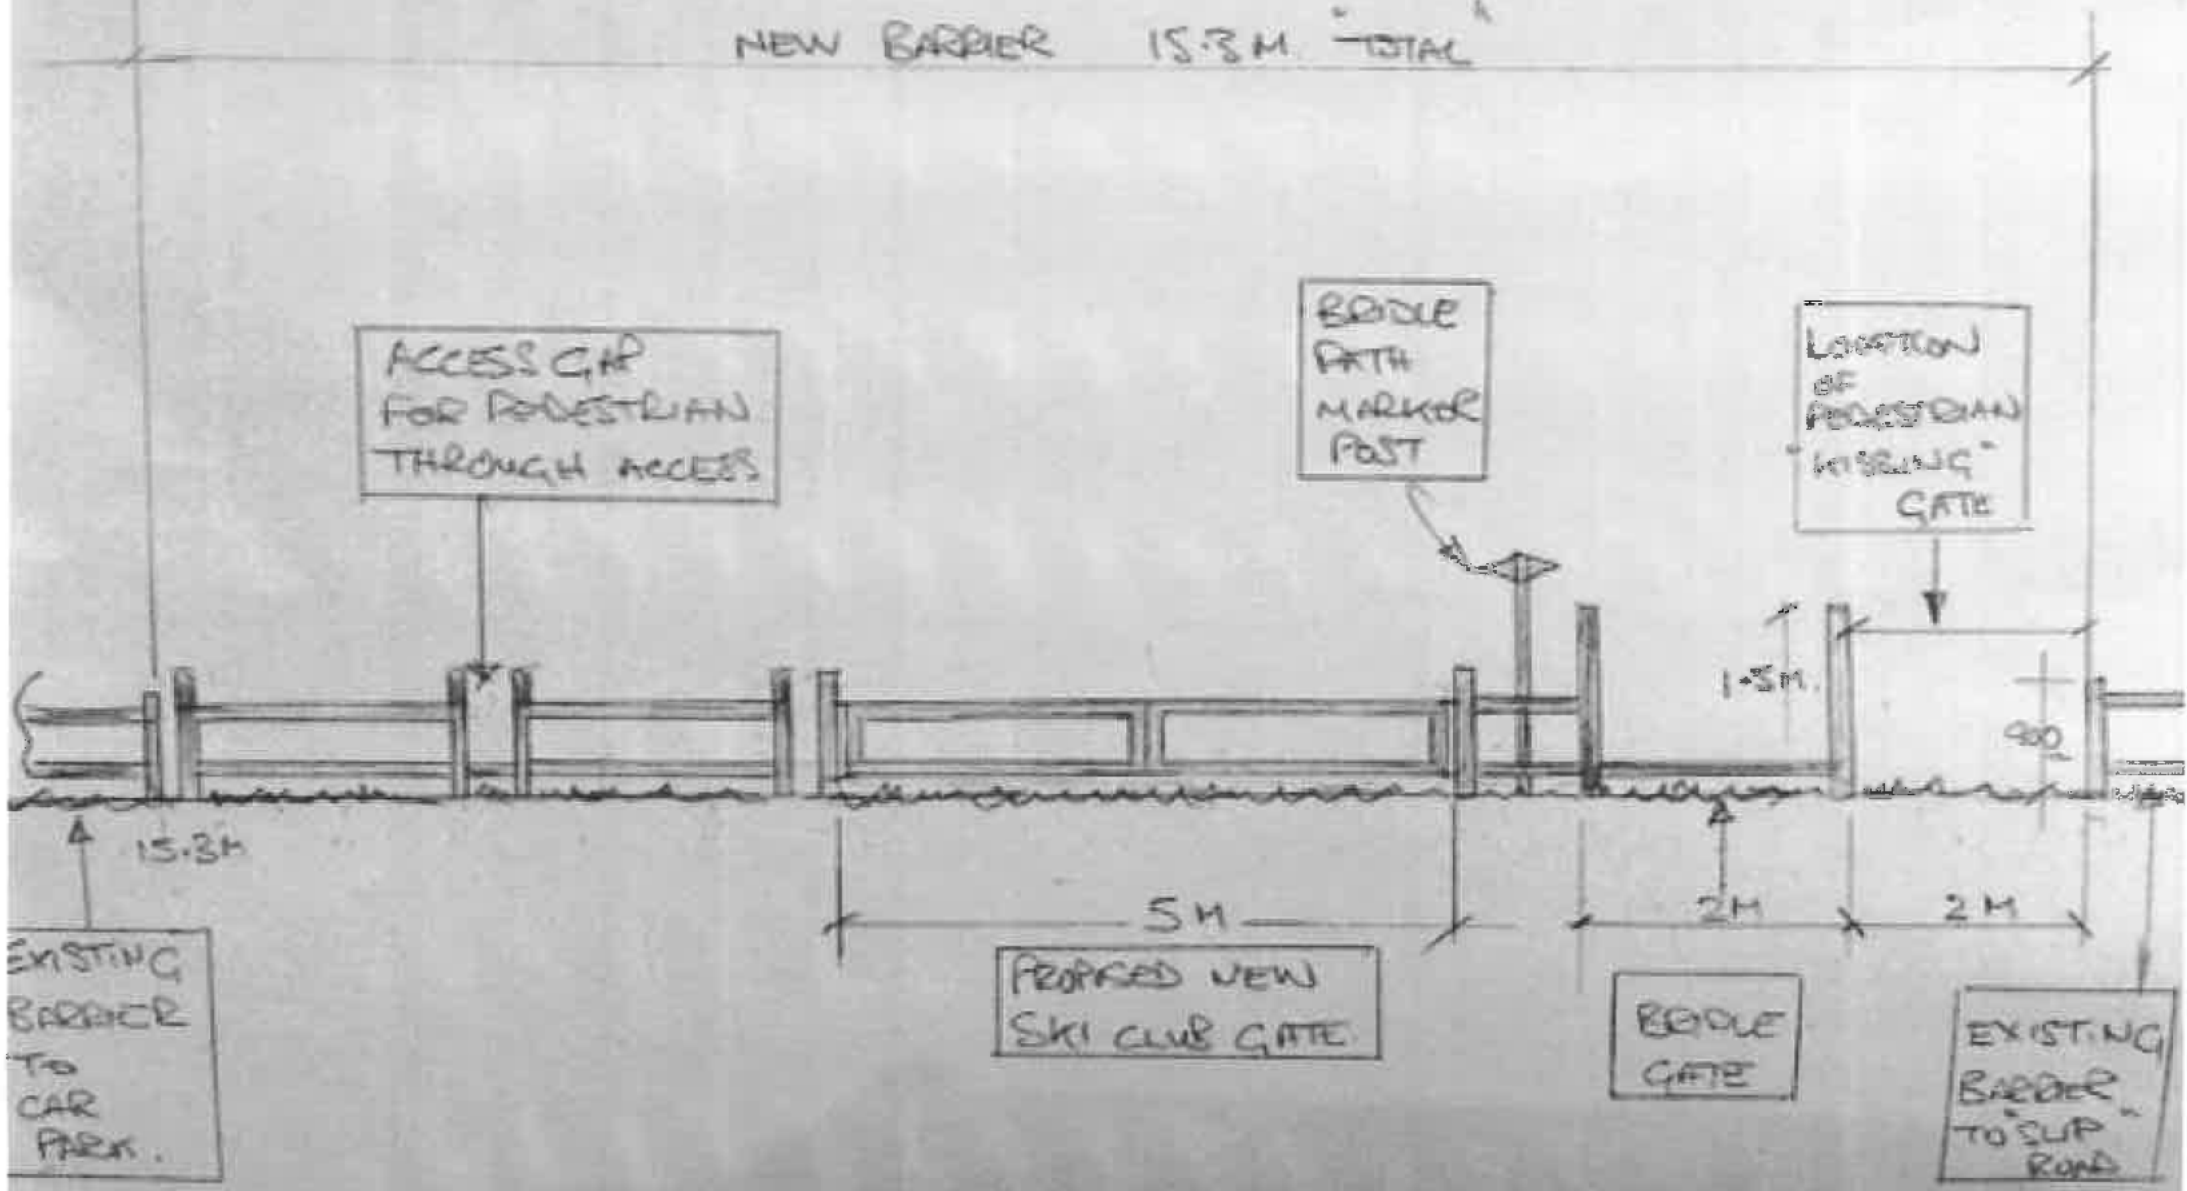 NEW BARRIER 15.3M. "TOTAL"
ACCESS GAP
FOR PEDESTRIAN
THROUGH ACCESS
BRIDLE
PATH
MARKER
POST
LOCATION
OF
PEDESTRIAN
"KISSING"
GATE
1.5M.
900
15.3M
5M
2M
2M
EXISTING
BARRIER
TO
CAR
PARK.
PROPOSED NEW
SKI CLUB GATE.
BRIDLE
GATE
EXISTING
BARRIER
TO "SLIP"
ROAD